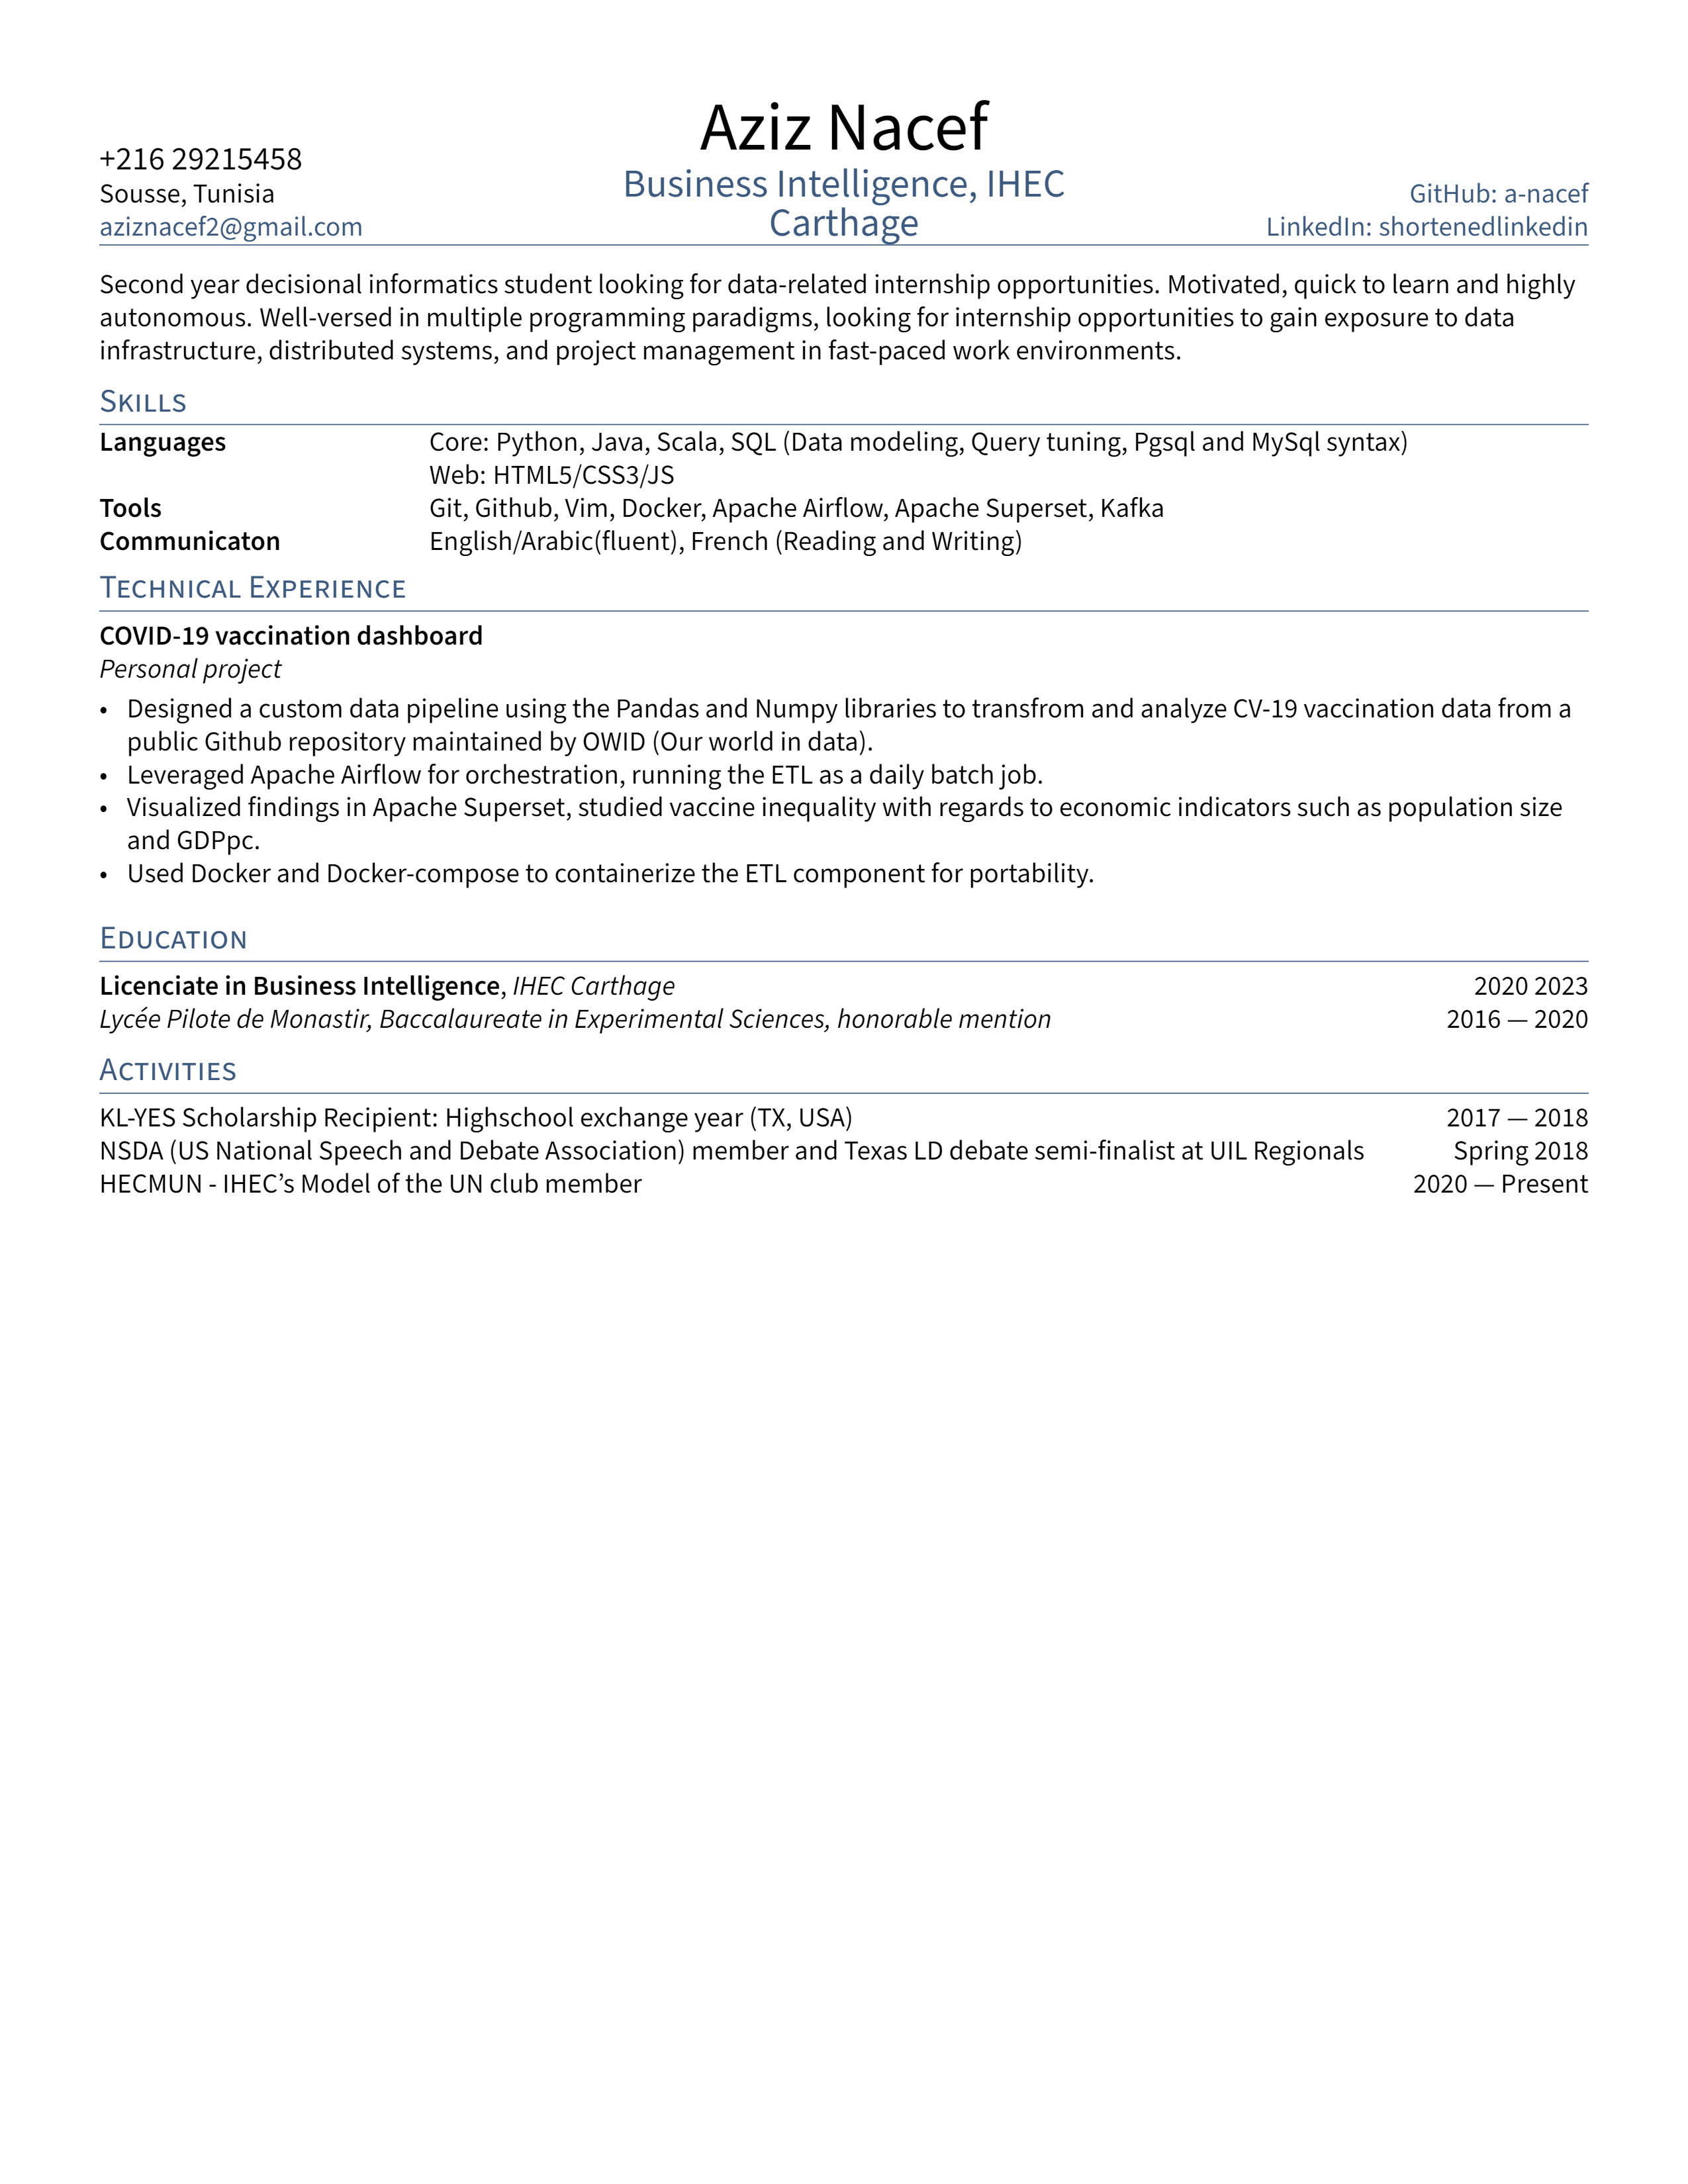 Aziz Nacef
+216 29215458
Sousse, Tunisia
aziznacef2@gmail.com
Business Intelligence, IHEC
Carthage
GitHub: a-nacef
LinkedIn: shortenedlinkedin
Second year decisional informatics student looking for data-related internship opportunities. Motivated, quick to learn and highly
autonomous. Well-versed in multiple programming paradigms, looking for internship opportunities to gain exposure to data
infrastructure, distributed systems, and project management in fast-paced work environments.
Skills
Languages Core: Python, Java, Scala, SQL (Data modeling, Query tuning, Pgsql and MySql syntax)
Web: HTML5/CSS3/JS
Tools Git, Github, Vim, Docker, Apache Airflow, Apache Superset, Kafka
Communicaton English/Arabic(fluent), French (Reading and Writing)
Technical Experience
COVID-19 vaccination dashboard
Personal project
• Designed a custom data pipeline using the Pandas and Numpy libraries to transfrom and analyze CV-19 vaccination data from a
public Github repository maintained by OWID (Our world in data).
• Leveraged Apache Airflow for orchestration, running the ETL as a daily batch job.
• Visualized findings in Apache Superset, studied vaccine inequality with regards to economic indicators such as population size
and GDPpc.
• Used Docker and Docker-compose to containerize the ETL component for portability.
Education
Licenciate in Business Intelligence, IHEC Carthage 2020 2023
Lycée Pilote de Monastir, Baccalaureate in Experimental Sciences, honorable mention 2016 — 2020
Activities
KL-YES Scholarship Recipient: Highschool exchange year (TX, USA) 2017 — 2018
NSDA (US National Speech and Debate Association) member and Texas LD debate semi-finalist at UIL Regionals Spring 2018
HECMUN - IHEC’s Model of the UN club member 2020 — Present